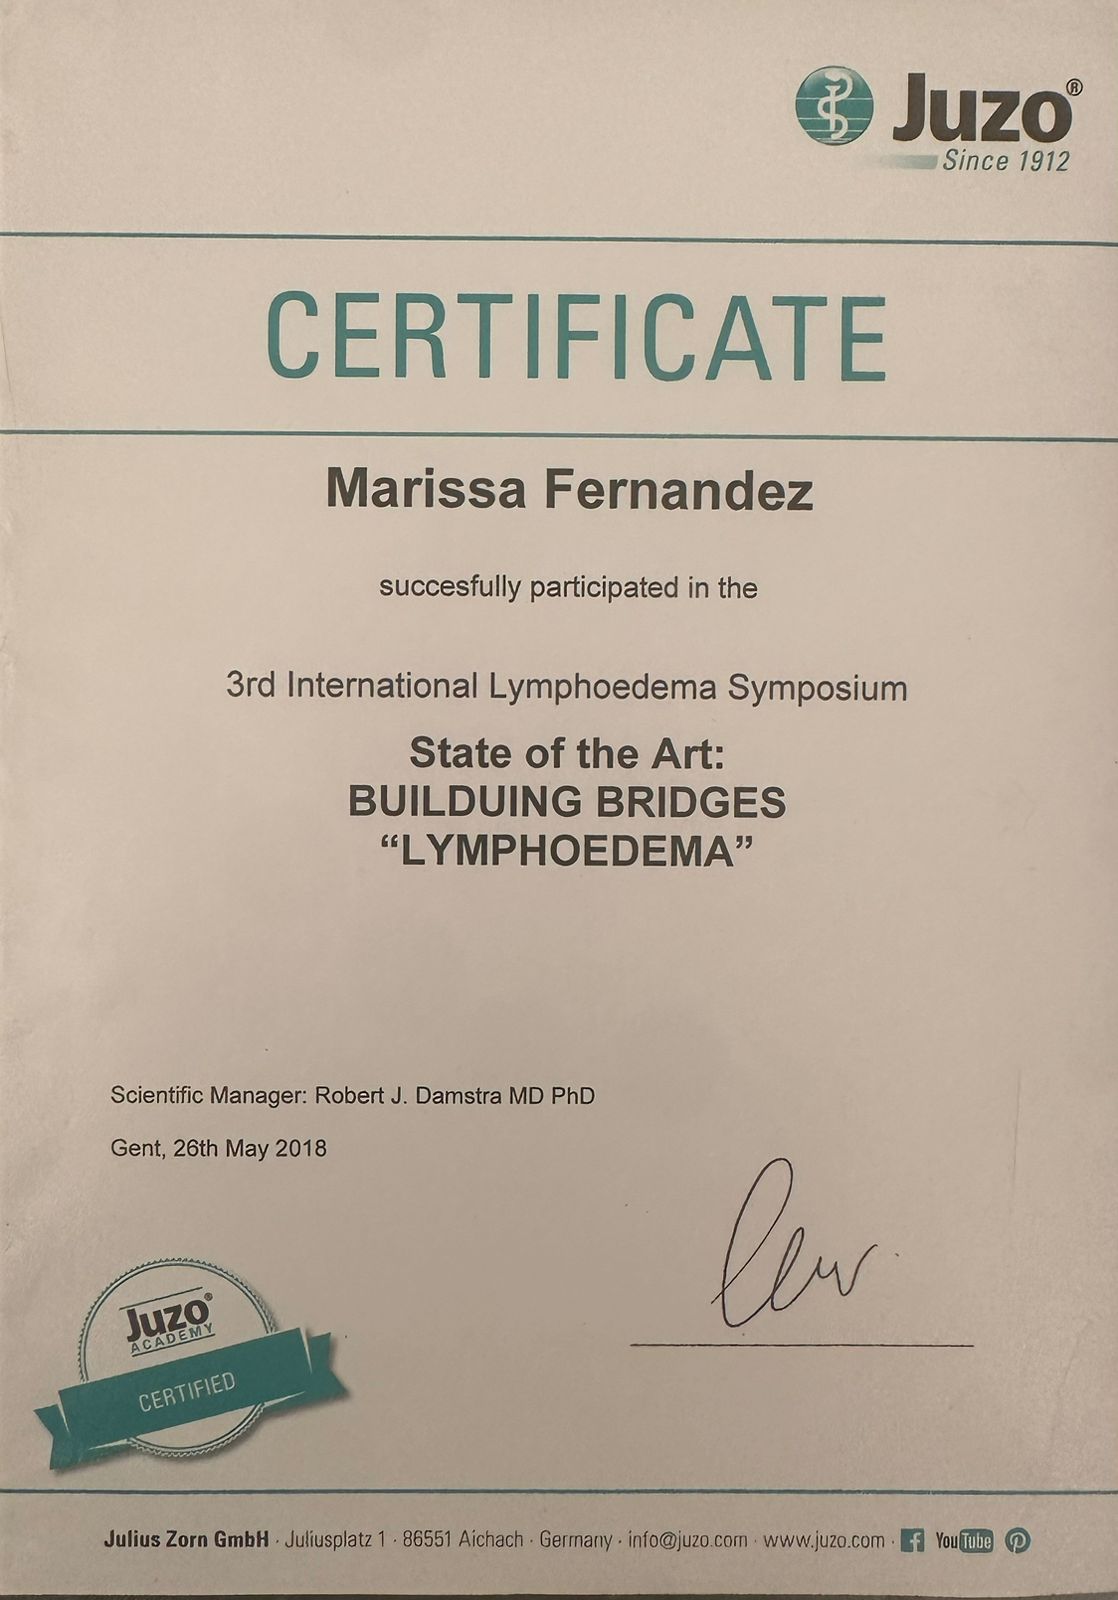 Juzo®
Since 1912
CERTIFICATE
Marissa Fernandez
succesfully participated in the
3rd International Lymphoedema Symposium
State of the Art:
BUILDUING BRIDGES
“LYMPHOEDEMA”
Scientific Manager: Robert J. Damstra MD PhD
Gent, 26th May 2018
Juzo®
ACADEMY
CERTIFIED
Julius Zorn GmbH · Juliusplatz 1 · 86551 Aichach · Germany · info@juzo.com · www.juzo.com · f YouTube